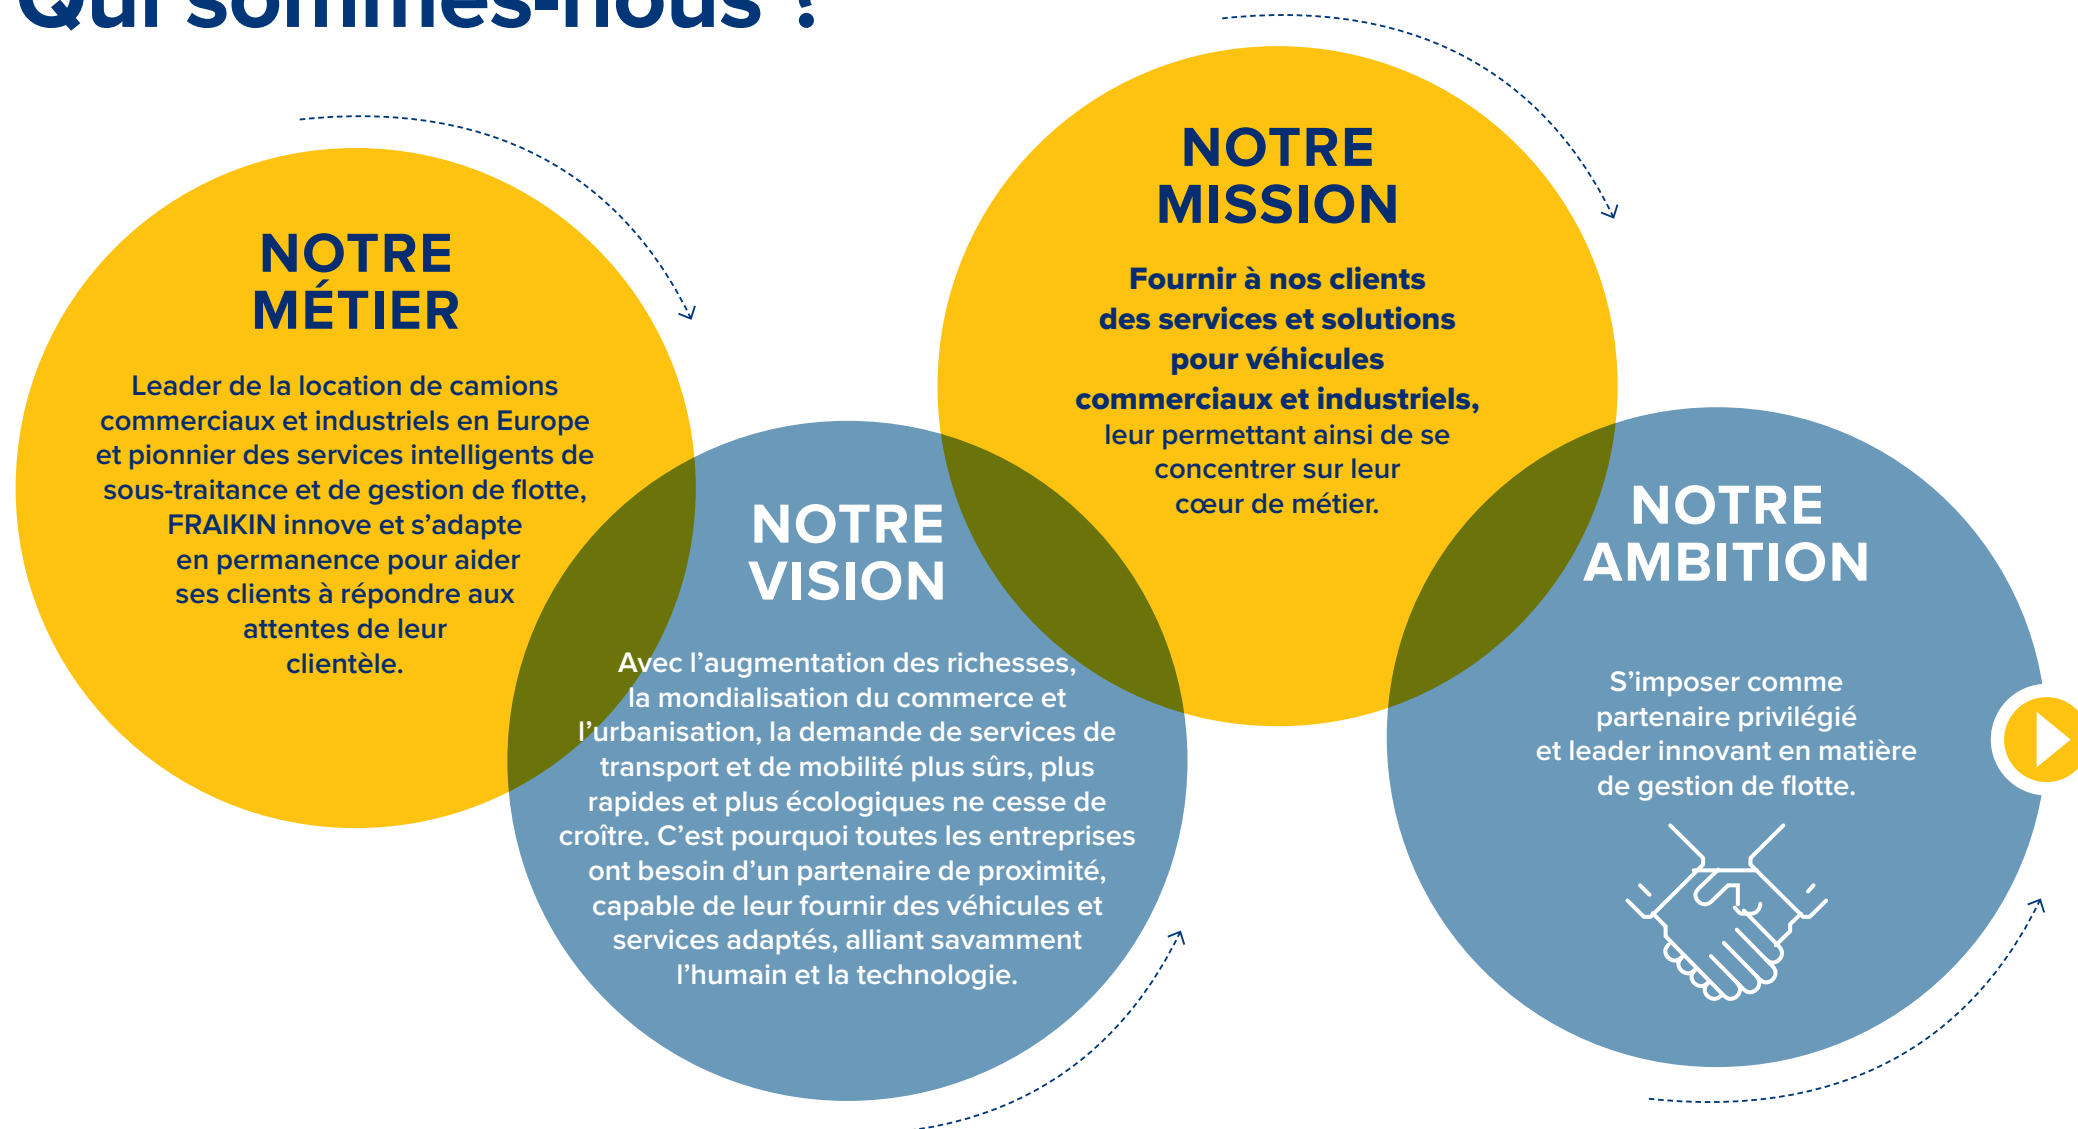 Qui sommes-nous ?
NOTRE
MÉTIER
Leader de la location de camions
commerciaux et industriels en Europe
et pionnier des services intelligents de
sous-traitance et de gestion de flotte,
FRAIKIN innove et s’adapte
en permanence pour aider
ses clients à répondre aux
attentes de leur
clientèle.
NOTRE
VISION
Avec l’augmentation des richesses,
la mondialisation du commerce et
l’urbanisation, la demande de services de
transport et de mobilité plus sûrs, plus
rapides et plus écologiques ne cesse de
croître. C’est pourquoi toutes les entreprises
ont besoin d’un partenaire de proximité,
capable de leur fournir des véhicules et
services adaptés, alliant savamment
l’humain et la technologie.
NOTRE
MISSION
Fournir à nos clients
des services et solutions
pour véhicules
commerciaux et industriels,
leur permettant ainsi de se
concentrer sur leur
cœur de métier.
NOTRE
AMBITION
S’imposer comme
partenaire privilégié
et leader innovant en matière
de gestion de flotte.